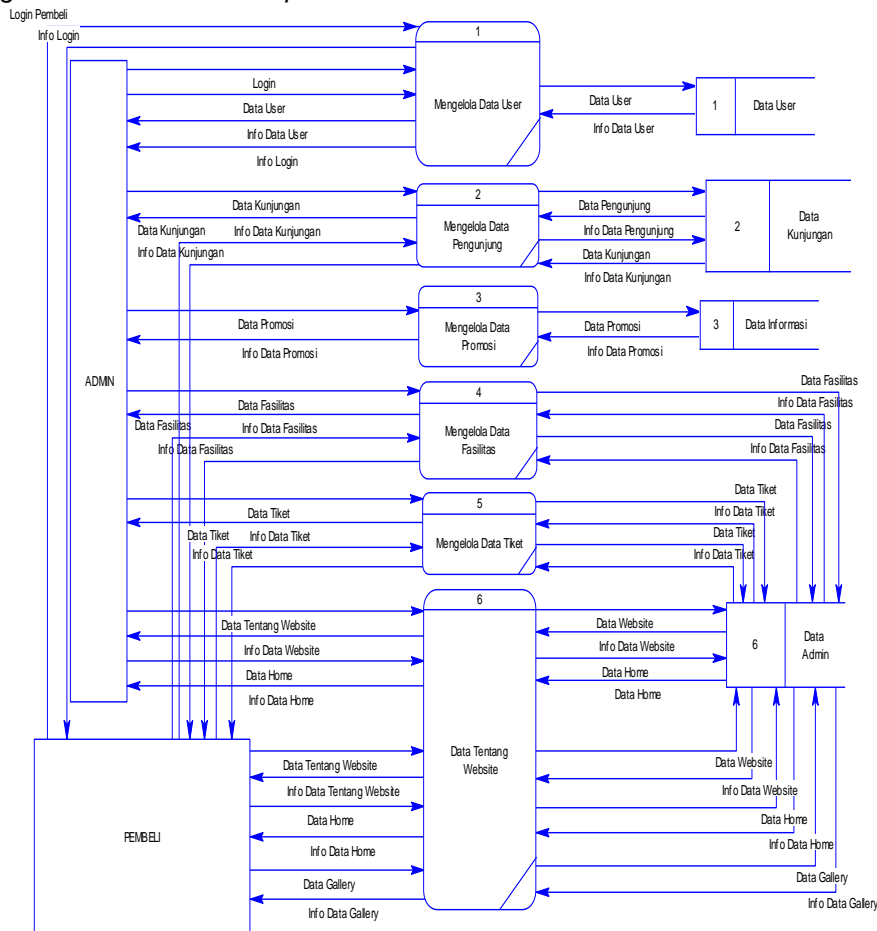 Login Pembeli
Info Login
1
Login
Mengelola Data User
Data User
Info Data User
Info Login
Data User
Info Data User
1
Data User
2
Data Kunjungan
Mengelola Data
Pengunjung
Data Kunjungan
Info Data Kunjungan
Info Data Kunjungan
Data Pengunjung
Info Data Pengunjung
Data Kunjungan
Info Data Kunjungan
2
Data
Kunjungan
3
Data Promosi
Mengelola Data
Promosi
Info Data Promosi
Data Promosi
Info Data Promosi
3
Data Informasi
ADMIN
4
Data Fasilitas
Mengelola Data
Fasilitas
Data Fasilitas
Info Data Fasilitas
Info Data Fasilitas
Data Fasilitas
Info Data Fasilitas
Data Fasilitas
Info Data Fasilitas
5
Data Tiket
Mengelola Data Tiket
Data Tiket
Info Data Tiket
Info Data Tiket
Data Tiket
Info Data Tiket
Data Tiket
Info Data Tiket
6
Data Tentang Website
Info Data Website
Data Home
Info Data Home
Data Website
Info Data Website
Data Home
Data Home
6
Data
Admin
Data Tentang
Website
PEMBELI
Data Tentang Website
Info Data Tentang Website
Data Home
Info Data Home
Data Gallery
Info Data Gallery
Data Website
Info Data Website
Data Home
Info Data Home
Data Gallery
Info Data Gallery